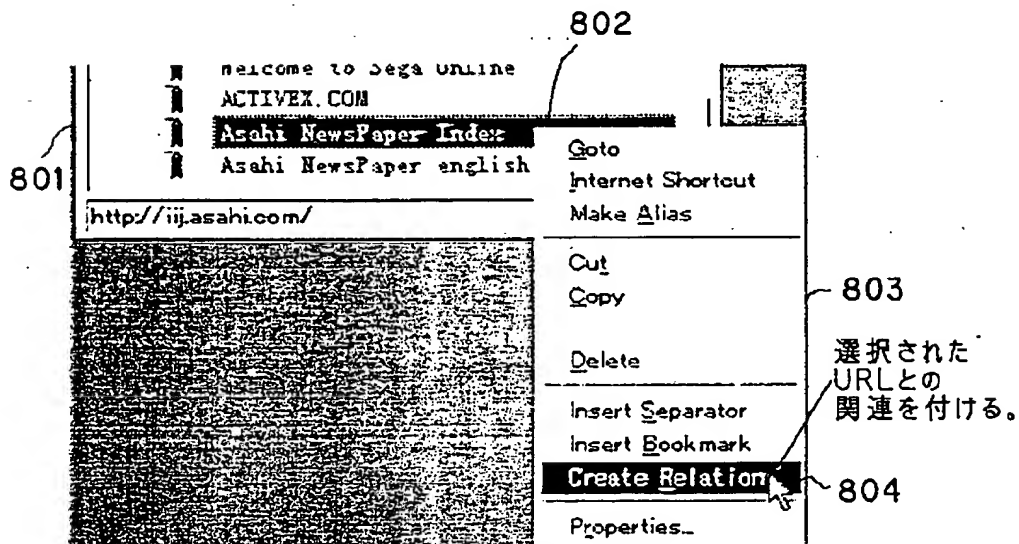 802
Welcome to Sega Online
ACTIVEX.COM
Asahi NewsPaper Index
Asahi NewsPaper english
801
http://iij.asahi.com/
Goto
Internet Shortcut
Make Alias
Cut
Copy
803
Delete
選択された
URLとの
関連を付ける。
Insert Separator
Insert Bookmark
Create Relation
804
Properties...